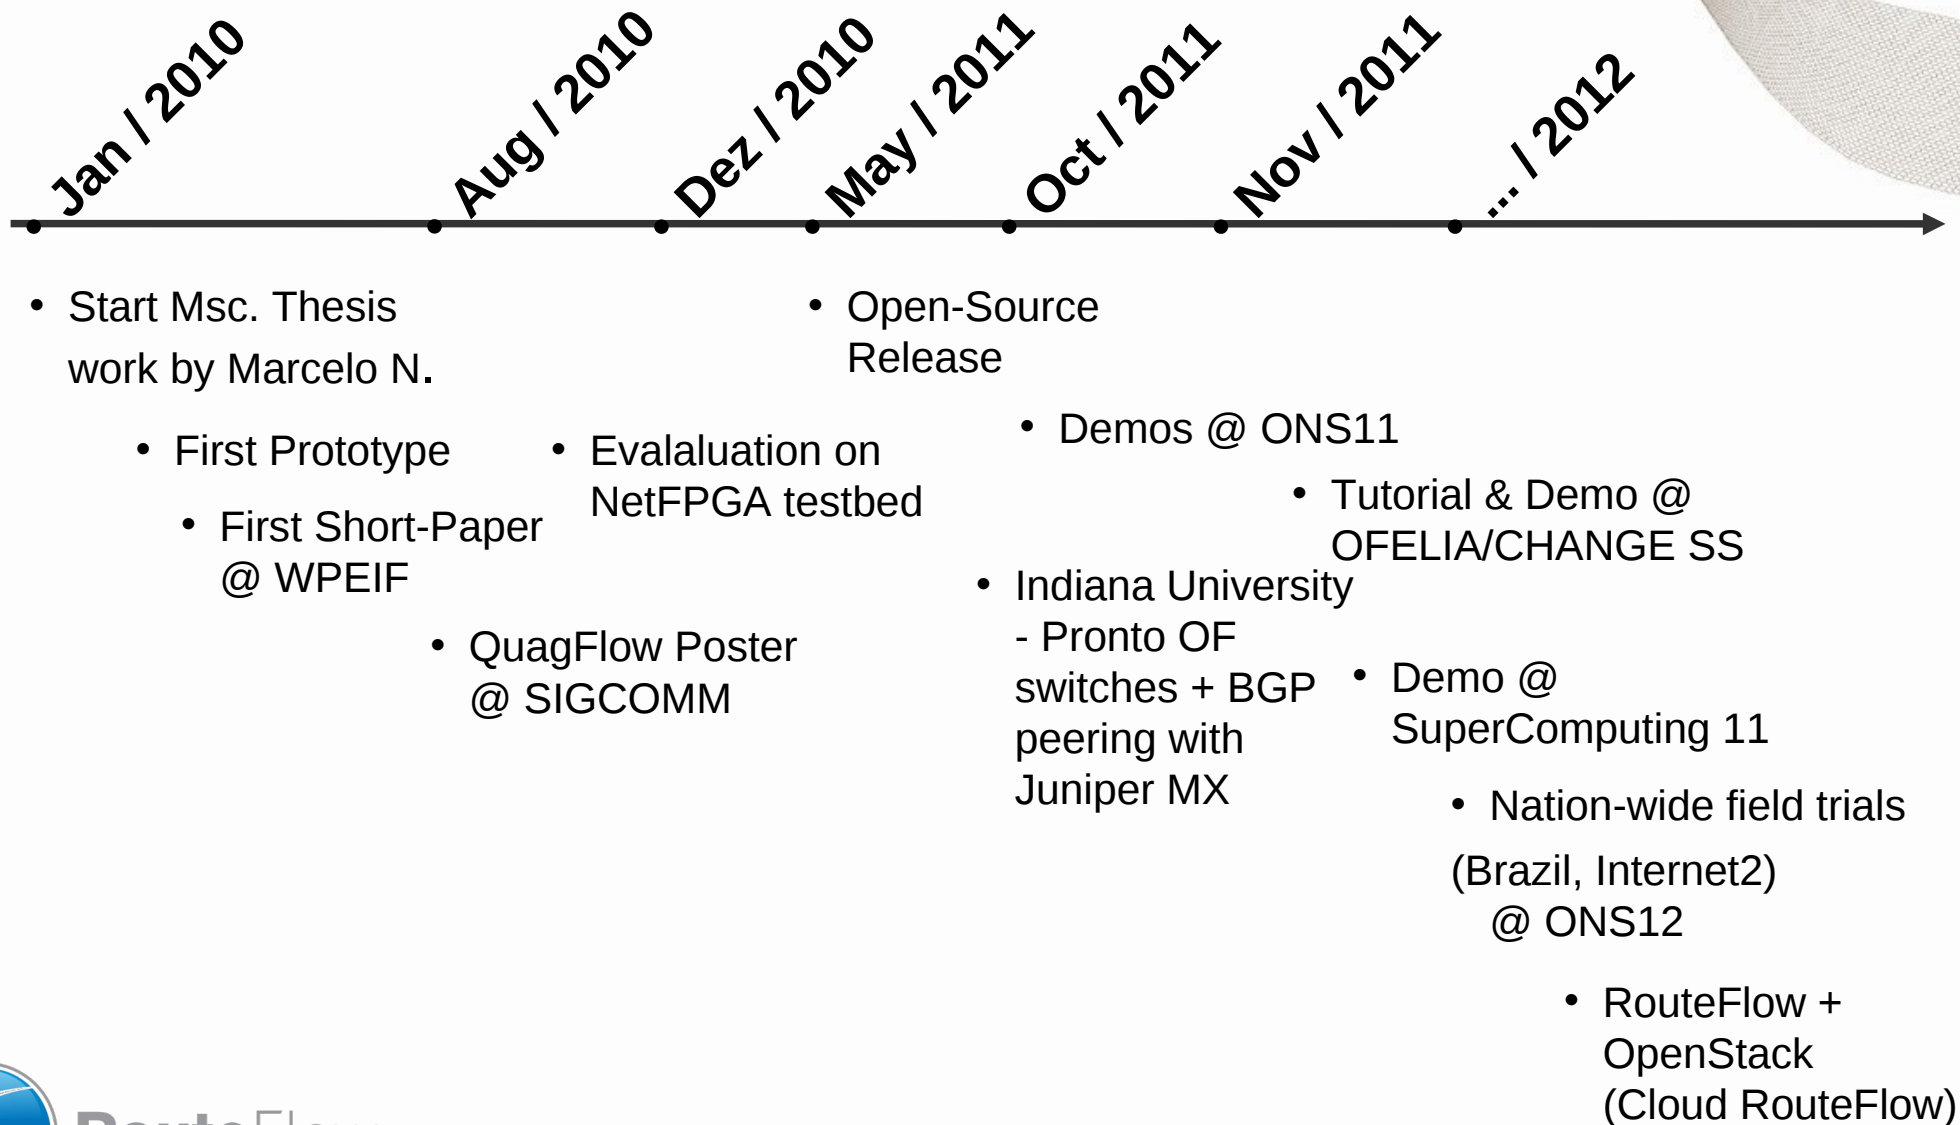 Jan / 2010
Aug / 2010
Dez / 2010
May / 2011
Oct / 2011
Nov / 2011
... / 2012
• Start Msc. Thesis
work by Marcelo N.
• First Prototype
• First Short-Paper
@ WPEIF
• QuagFlow Poster
@ SIGCOMM
• Evalaluation on
NetFPGA testbed
• Open-Source
Release
• Demos @ ONS11
• Indiana University
- Pronto OF
switches + BGP
peering with
Juniper MX
• Tutorial & Demo @
OFELIA/CHANGE SS
• Demo @
SuperComputing 11
• Nation-wide field trials
(Brazil, Internet2)
@ ONS12
• RouteFlow +
OpenStack
(Cloud RouteFlow)